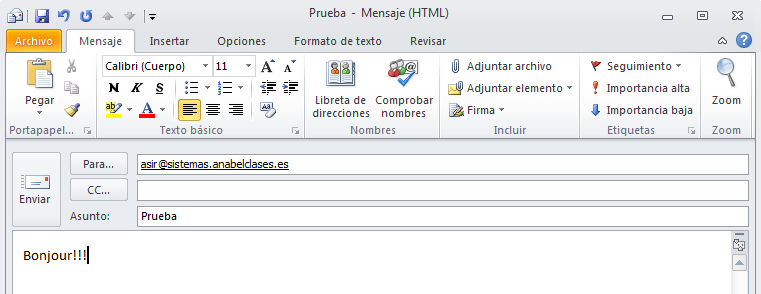 Prueba - Mensaje (HTML)
Archivo Mensaje Insertar Opciones Formato de texto Revisar
Pegar
Portapapel...
Calibri (Cuerpo) 11 A A
N K S
ab A
Texto básico
Libreta de direcciones
Comprobar nombres
Nombres
Adjuntar archivo
Adjuntar elemento
Firma
Incluir
Seguimiento
Importancia alta
Importancia baja
Etiquetas
Zoom
Zoom
Enviar
Para... asir@sistemas.anabelclases.es
CC...
Asunto: Prueba
Bonjour!!!